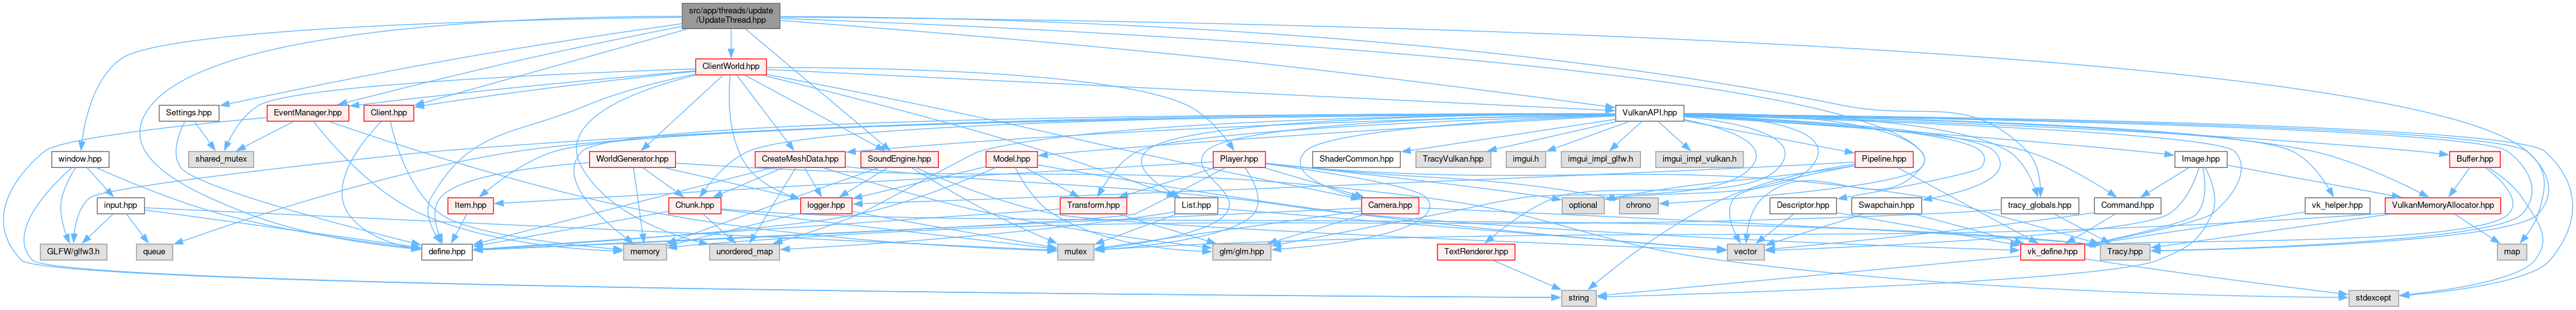 src/app/threads/update
/UpdateThread.hpp
ClientWorld.hpp
Settings.hpp
EventManager.hpp
Client.hpp
VulkanAPI.hpp
shared_mutex
window.hpp
WorldGenerator.hpp
CreateMeshData.hpp
SoundEngine.hpp
Model.hpp
Player.hpp
ShaderCommon.hpp
TracyVulkan.hpp
imgui.h
imgui_impl_glfw.h
imgui_impl_vulkan.h
Pipeline.hpp
Image.hpp
Buffer.hpp
input.hpp
Item.hpp
Chunk.hpp
logger.hpp
Transform.hpp
List.hpp
Camera.hpp
optional
chrono
Descriptor.hpp
Swapchain.hpp
tracy_globals.hpp
Command.hpp
vk_helper.hpp
VulkanMemoryAllocator.hpp
GLFW/glfw3.h
queue
define.hpp
memory
unordered_map
mutex
glm/glm.hpp
TextRenderer.hpp
vector
vk_define.hpp
Tracy.hpp
map
string
stdexcept